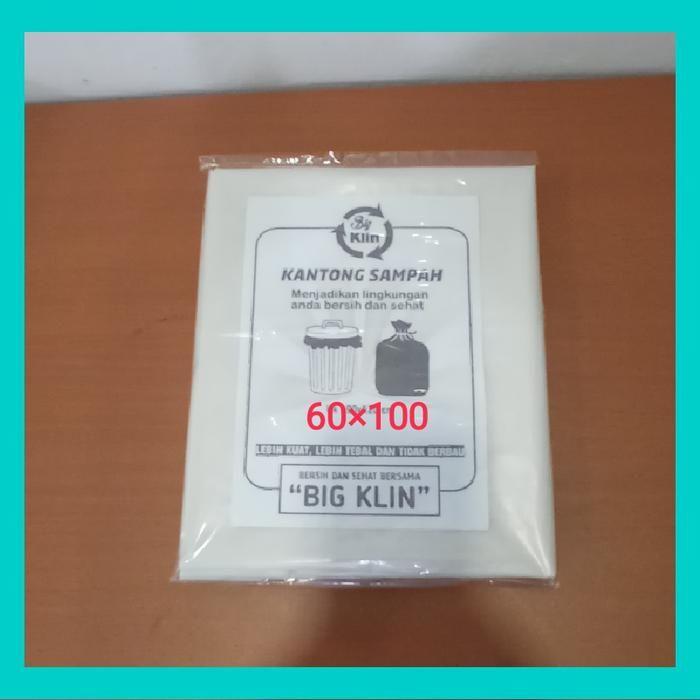 Big
Klin
KANTONG SAMPAH
Menjadikan lingkungan
anda bersih dan sehat
60×100
LEBIH KUAT, LEBIH TEBAL DAN TIDAK BERBAU
BERSIH DAN SEHAT BERSAMA
“BIG KLIN”